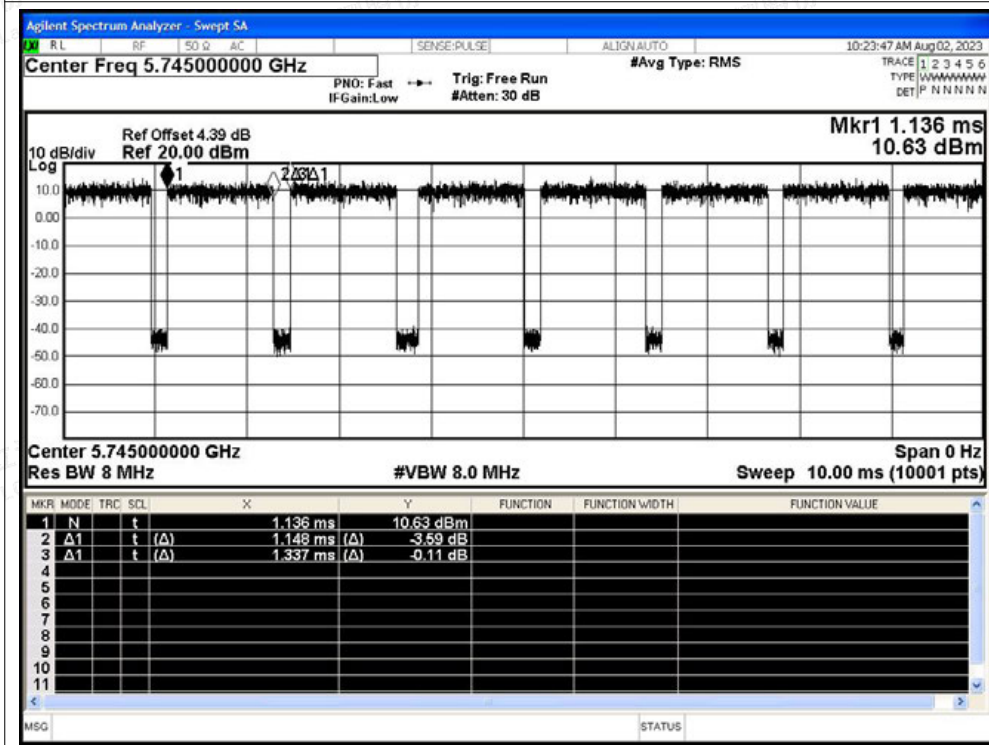 Agilent Spectrum Analyzer - Swept SA
RL RF 50 Ω AC SENSE:PULSE ALIGN AUTO 10:23:47 AM Aug 02, 2023
Center Freq 5.745000000 GHz #Avg Type: RMS TRACE 1 2 3 4 5 6
PNO: Fast Trig: Free Run TYPE WWWWWW
IFGain:Low #Atten: 30 dB DET P N N N N N
Mkr1 1.136 ms
Ref Offset 4.39 dB
10 dB/div Ref 20.00 dBm 10.63 dBm
Log
1 2Δ1 3Δ1
10.0
0.00
-10.0
-20.0
-30.0
-40.0
-50.0
-60.0
-70.0
Center 5.745000000 GHz Span 0 Hz
Res BW 8 MHz #VBW 8.0 MHz Sweep 10.00 ms (10001 pts)
MKR MODE TRC SCL X Y FUNCTION FUNCTION WIDTH FUNCTION VALUE
1 N t 1.136 ms 10.63 dBm
2 Δ1 t (Δ) 1.148 ms (Δ) -3.59 dB
3 Δ1 t (Δ) 1.337 ms (Δ) -0.11 dB
4
5
6
7
8
9
10
11
MSG STATUS